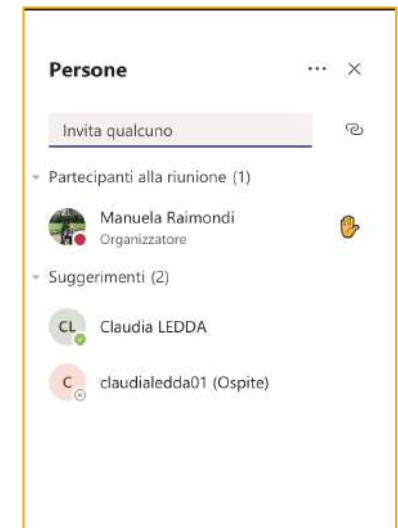 Persone
Invita qualcuno
Partecipanti alla riunione (1)
Manuela Raimondi
Organizzatore
Suggerimenti (2)
CL
Claudia LEDDA
C
claudialedda01 (Ospite)